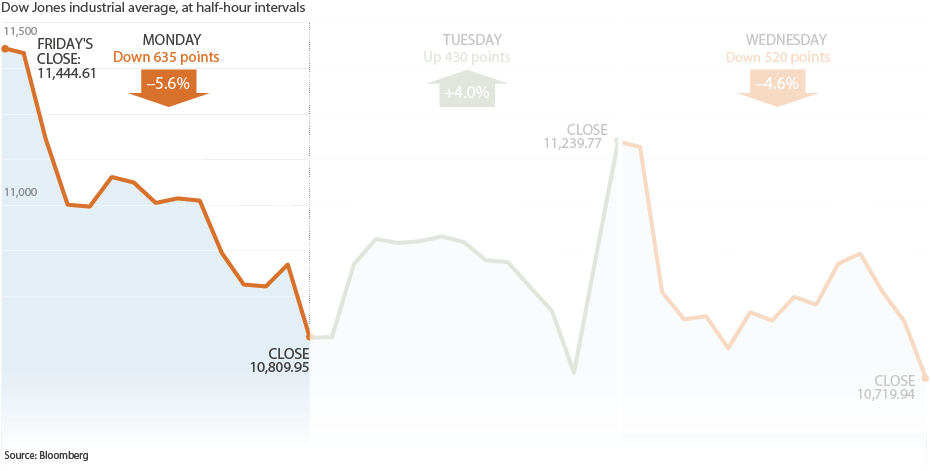 Dow Jones industrial average, at half-hour intervals
11,500
FRIDAY'S
CLOSE:
11,444.61
MONDAY
Down 635 points
–5.6%
TUESDAY
Up 430 points
+4.0%
WEDNESDAY
Down 520 points
–4.6%
CLOSE
11,239.77
11,000
CLOSE
10,809.95
CLOSE
10,719.94
Source: Bloomberg